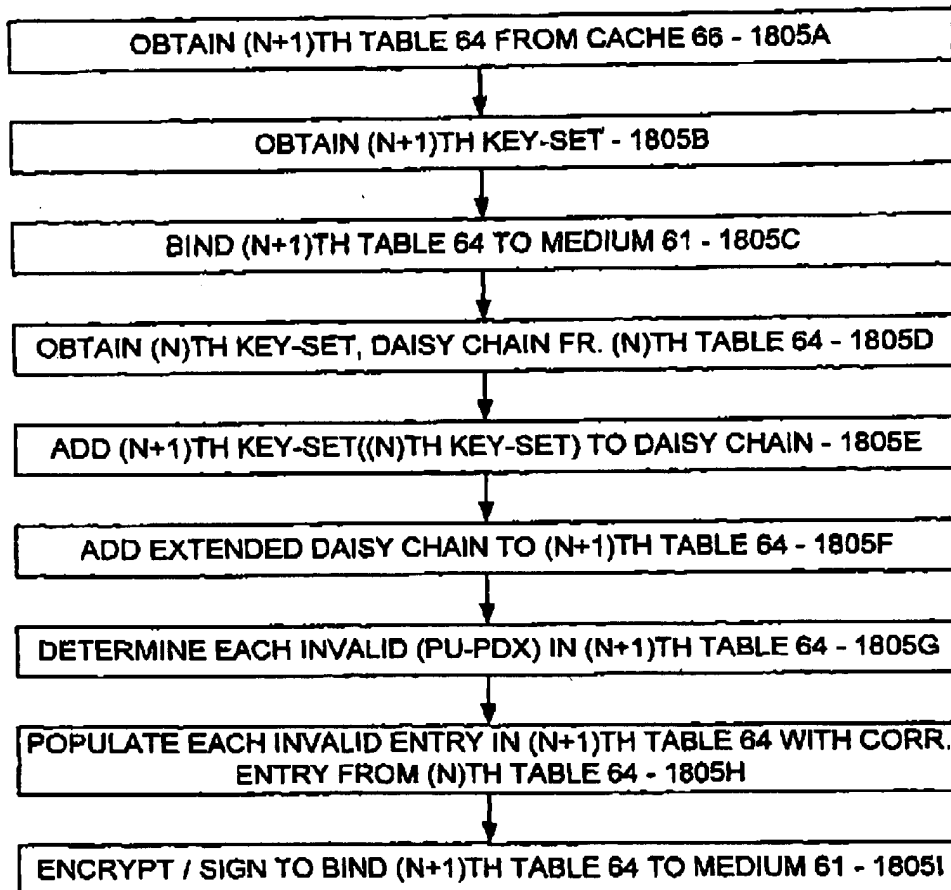 OBTAIN (N+1)TH TABLE 64 FROM CACHE 66 - 1805A
OBTAIN (N+1)TH KEY-SET - 1805B
BIND (N+1)TH TABLE 64 TO MEDIUM 61 - 1805C
OBTAIN (N)TH KEY-SET, DAISY CHAIN FR. (N)TH TABLE 64 - 1805D
ADD (N+1)TH KEY-SET((N)TH KEY-SET) TO DAISY CHAIN - 1805E
ADD EXTENDED DAISY CHAIN TO (N+1)TH TABLE 64 - 1805F
DETERMINE EACH INVALID (PU-PDX) IN (N+1)TH TABLE 64 - 1805G
POPULATE EACH INVALID ENTRY IN (N+1)TH TABLE 64 WITH CORR.
ENTRY FROM (N)TH TABLE 64 - 1805H
ENCRYPT / SIGN TO BIND (N+1)TH TABLE 64 TO MEDIUM 61 - 1805I